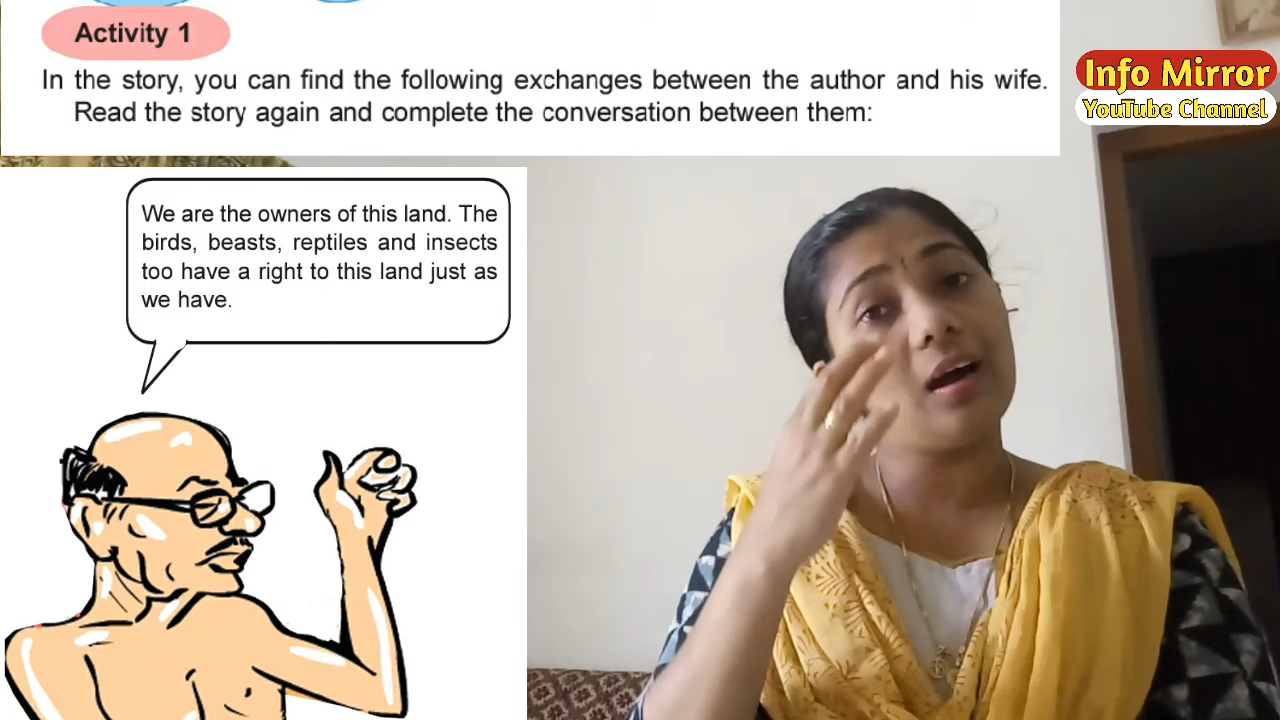 Activity 1
In the story, you can find the following exchanges between the author and his wife.
Read the story again and complete the conversation between them:
Info Mirror
YouTube Channel
We are the owners of this land. The
birds, beasts, reptiles and insects
too have a right to this land just as
we have.